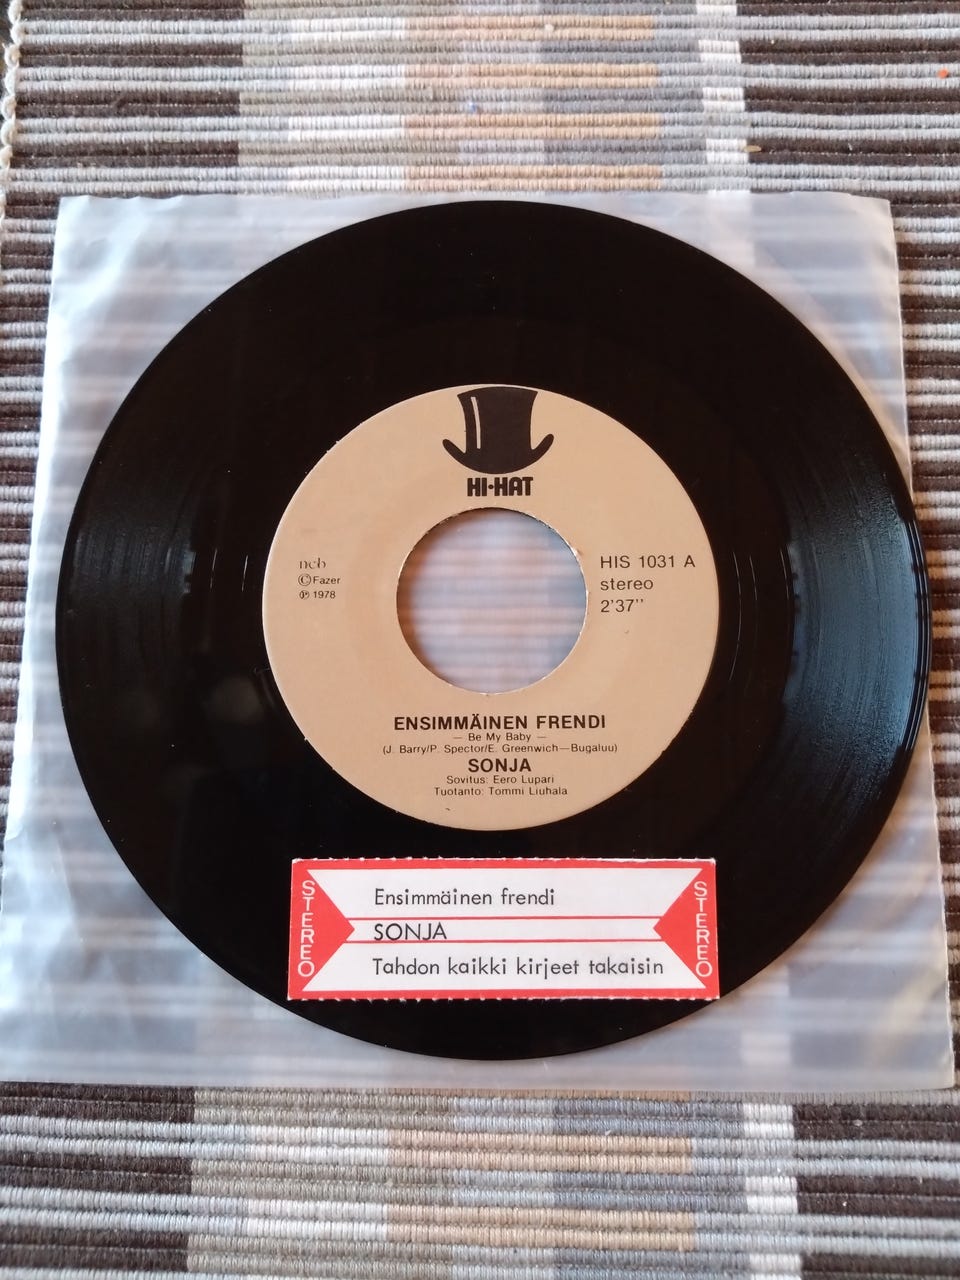 HI-HAT
ncb
©Fazer
℗ 1978
HIS 1031 A
stereo
2'37''
ENSIMMÄINEN FRENDI
— Be My Baby —
(J. Barry/P. Spector/E. Greenwich—Bugaluu)
SONJA
Sovitus: Eero Lupari
Tuotanto: Tommi Liuhala
STEREO
Ensimmäinen frendi
SONJA
Tahdon kaikki kirjeet takaisin
STEREO